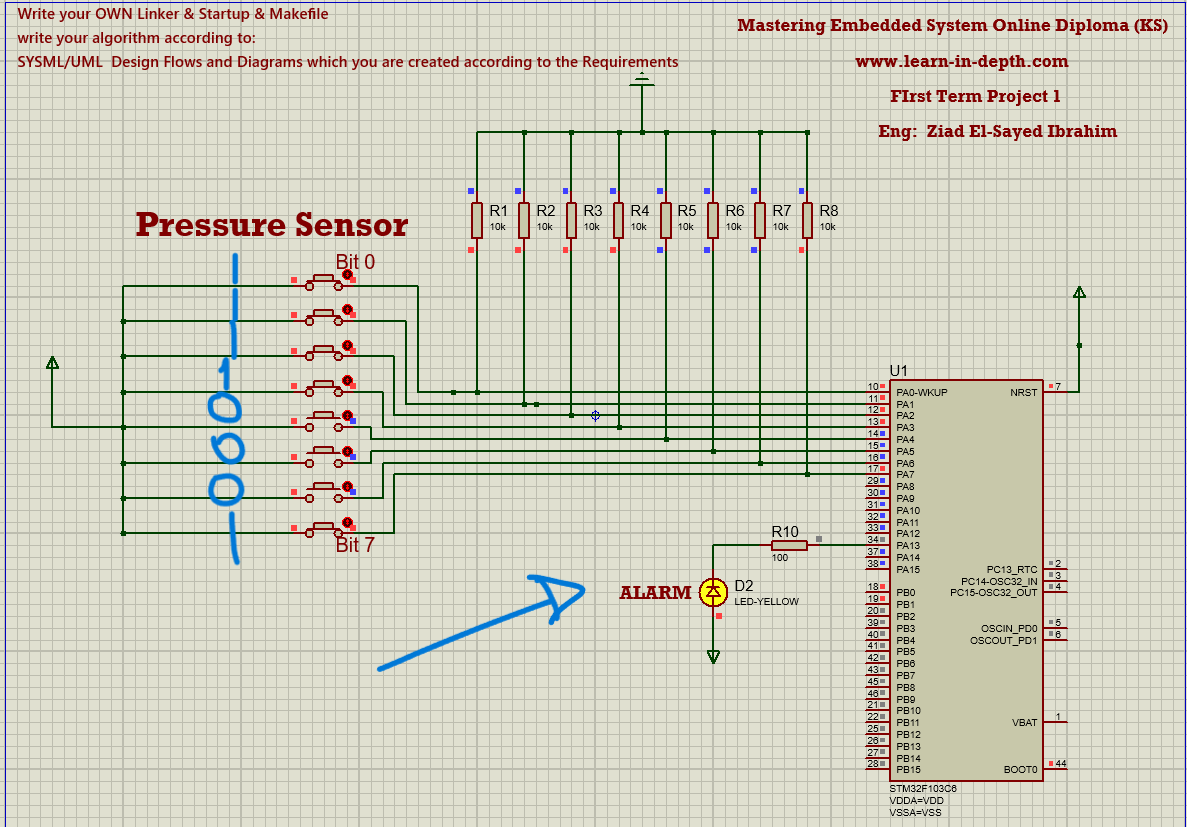 Write your OWN Linker & Startup & Makefile
write your algorithm according to:
SYSML/UML Design Flows and Diagrams which you are created according to the Requirements
Mastering Embedded System Online Diploma (KS)
www.learn-in-depth.com
FIrst Term Project 1
Eng: Ziad El-Sayed Ibrahim
Pressure Sensor
Bit 0
Bit 7
1
0
0
0
R1
10k
R2
10k
R3
10k
R4
10k
R5
10k
R6
10k
R7
10k
R8
10k
R10
100
ALARM
D2
LED-YELLOW
U1
10 PA0-WKUP
11 PA1
12 PA2
13 PA3
14 PA4
15 PA5
16 PA6
17 PA7
29 PA8
30 PA9
31 PA10
32 PA11
33 PA12
34 PA13
37 PA14
38 PA15
18 PB0
19 PB1
20 PB2
39 PB3
40 PB4
41 PB5
42 PB6
43 PB7
45 PB8
46 PB9
21 PB10
22 PB11
25 PB12
26 PB13
27 PB14
28 PB15
NRST 7
PC13_RTC 2
PC14-OSC32_IN 3
PC15-OSC32_OUT 4
OSCIN_PD0 5
OSCOUT_PD1 6
VBAT 1
BOOT0 44
STM32F103C6
VDDA=VDD
VSSA=VSS